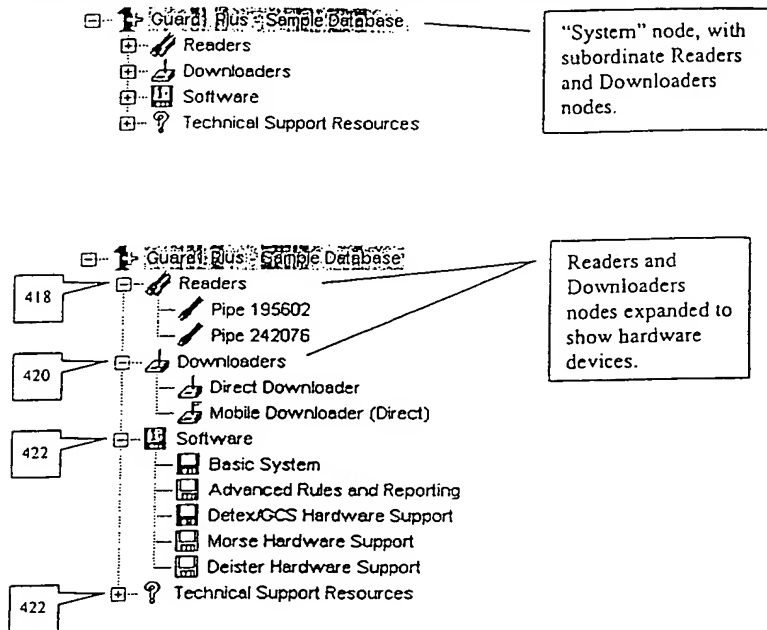 Guard1 Plus - Sample Database
Readers
Downloaders
Software
Technical Support Resources
“System” node, with
subordinate Readers
and Downloaders
nodes.
Guard1 Plus - Sample Database
418
Readers
Pipe 195602
Pipe 242076
Readers and
Downloaders
nodes expanded to
show hardware
devices.
420
Downloaders
Direct Downloader
Mobile Downloader (Direct)
422
Software
Basic System
Advanced Rules and Reporting
Detex/GCS Hardware Support
Morse Hardware Support
Deister Hardware Support
422
Technical Support Resources